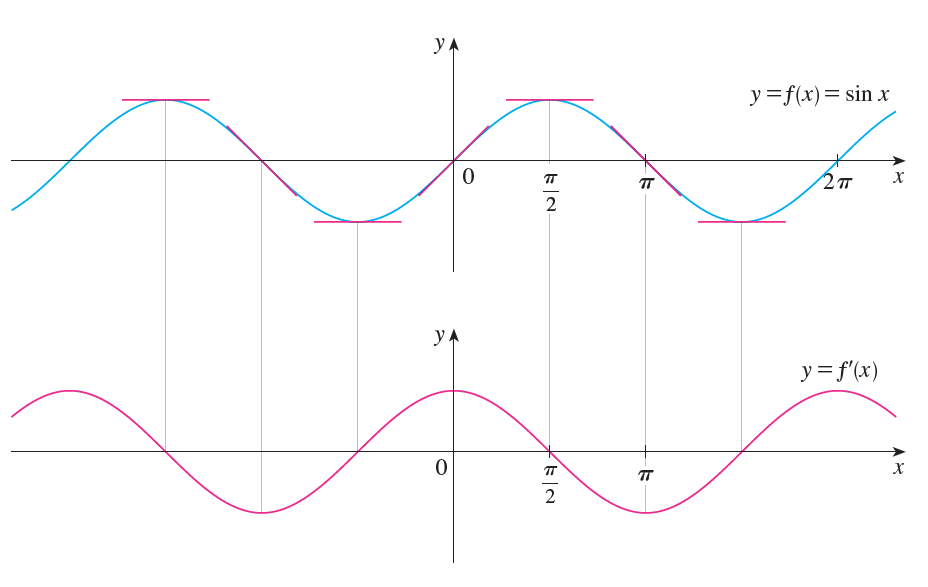 y
y = f(x) = sin x
0
π/2
π
2π
x
y
y = f′(x)
0
π/2
π
x